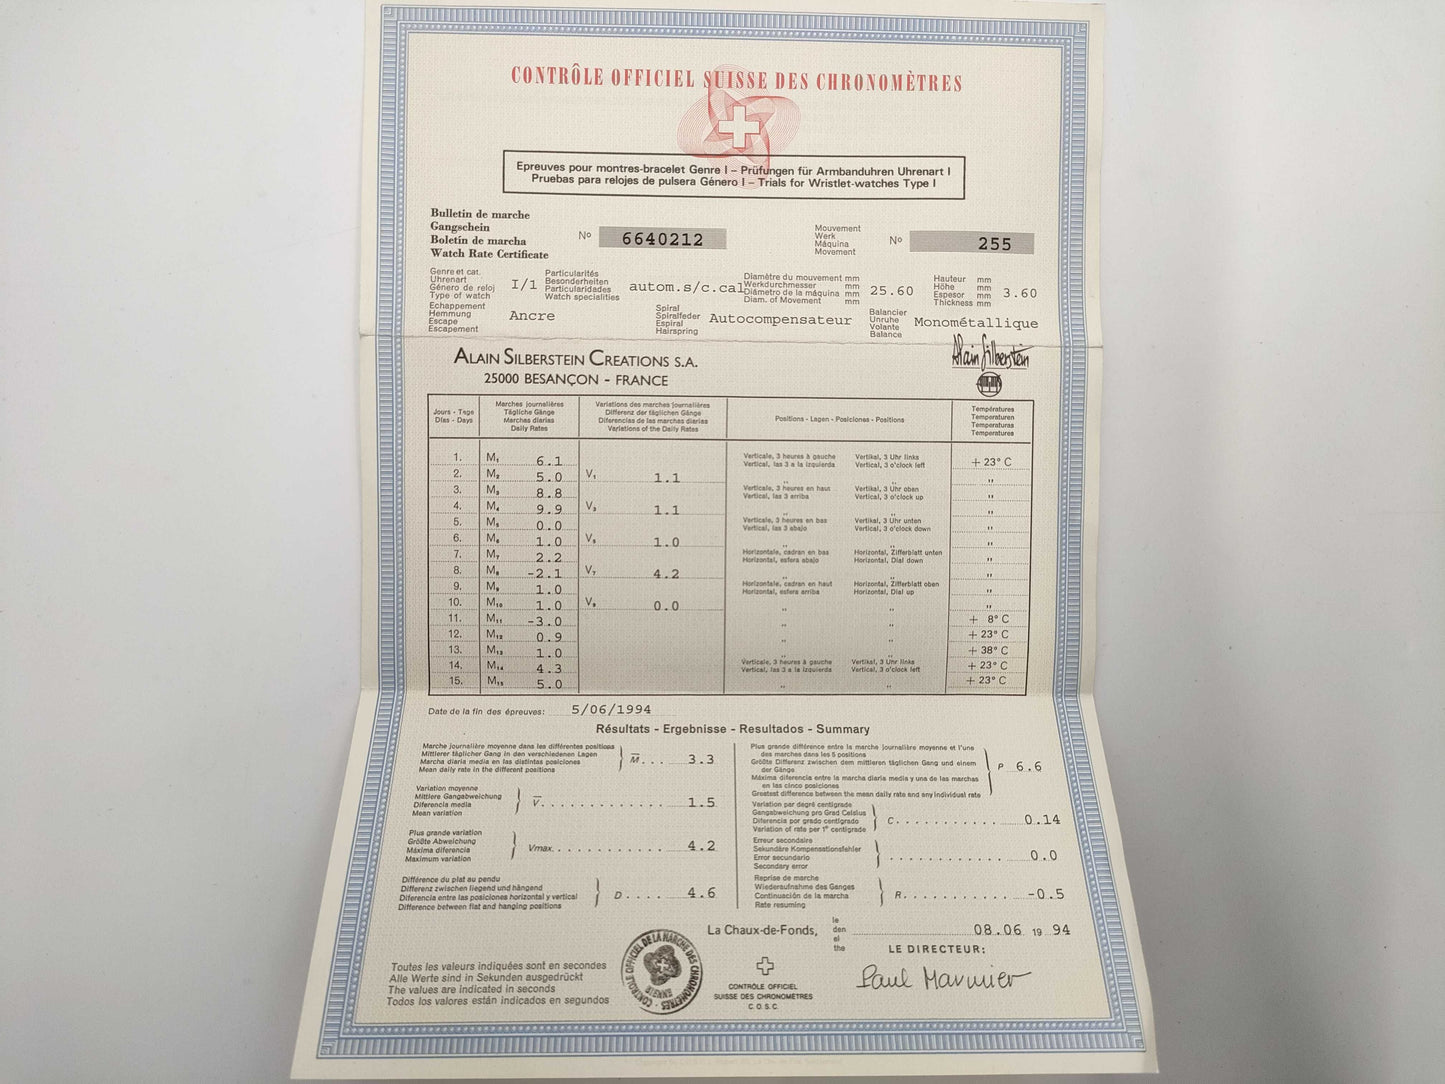 CONTRÔLE OFFICIEL SUISSE DES CHRONOMÈTRES
Epreuves pour montres-bracelet Genre I – Prüfungen für Armbanduhren Uhrenart I
Pruebas para relojes de pulsera Género I – Trials for Wristlet-watches Type I
Bulletin de marche
Gangschein
Boletin de marcha
Watch Rate Certificate
No 6640212
Mouvement
Werk
Máquina
Movement
No 255
Genre et cat.
Uhrenart
Género de reloj
Type of watch
I/1
Particularités
Besonderheiten
Particularidades
Watch specialities
autom.s/c.cal
Diamètre du mouvement mm
Werkdurchmesser mm
Diámetro de la máquina mm
Diam. of Movement mm
25.60
Hauteur mm
Höhe mm
Espesor mm
Thickness mm
3.60
Echappement
Hemmung
Escape
Escapement
Ancre
Spiral
Spiralfeder
Espiral
Hairspring
Autocompensateur
Balancier
Unruhe
Volante
Balance
Monométallique
ALAIN SILBERSTEIN CREATIONS S.A.
25000 BESANÇON - FRANCE
Alain Silberstein
Jours - Tage
Días - Days
Marches journalières
Tägliche Gänge
Marchas diarias
Daily Rates
Variations des marches journalières
Differenz der täglichen Gänge
Diferencias de las marchas diarias
Variations of the Daily Rates
Positions - Lagen - Posiciones - Positions
Températures
Temperaturen
Temperaturas
Temperatures
1. M1 6.1 Verticale, 3 heures à gauche Vertikal, 3 Uhr links + 23° C
Vertical, las 3 a la izquierda Vertical, 3 o'clock left
2. M2 5.0 V1 1.1 " " "
3. M3 8.8 Verticale, 3 heures en haut Vertikal, 3 Uhr oben "
Vertical, las 3 arriba Vertical, 3 o'clock up
4. M4 9.9 V3 1.1 " " "
5. M5 0.0 Verticale, 3 heures en bas Vertikal, 3 Uhr unten "
Vertical, las 3 abajo Vertical, 3 o'clock down
6. M6 1.0 V5 1.0 " " "
7. M7 2.2 Horizontale, cadran en bas Horizontal, Zifferblatt unten "
Horizontal, esfera abajo Horizontal, Dial down
8. M8 -2.1 V7 4.2 " " "
9. M9 1.0 Horizontale, cadran en haut Horizontal, Zifferblatt oben "
Horizontal, esfera arriba Horizontal, Dial up
10. M10 1.0 V9 0.0 " " "
11. M11 -3.0 " " + 8° C
12. M12 0.9 " " + 23° C
13. M13 1.0 " " + 38° C
14. M14 4.3 Verticale, 3 heures à gauche Vertikal, 3 Uhr links + 23° C
Vertical, las 3 a la izquierda Vertical, 3 o'clock left
15. M15 5.0 " " + 23° C
Date de la fin des épreuves: 5/06/1994
Résultats - Ergebnisse - Resultados - Summary
Marche journalière moyenne dans les différentes positions
Mittlerer täglicher Gang in den verschiedenen Lagen
Marcha diaria media en las distintas posiciones
Mean daily rate in the different positions
M... 3.3
Variation moyenne
Mittlere Gangabweichung
Diferencia media
Mean variation
V............. 1.5
Plus grande variation
Größte Abweichung
Máxima diferencia
Maximum variation
Vmax........... 4.2
Différence du plat au pendu
Differenz zwischen liegend und hängend
Diferencia entre las posiciones horizontal y vertical
Difference between flat and hanging positions
D.... 4.6
Plus grande différence entre la marche journalière moyenne et l'une
des marches dans les 5 positions
Größte Differenz zwischen dem mittleren täglichen Gang und einem
der Gänge
Máxima diferencia entre la marcha diaria media y una de las marchas
en las cinco posiciones
Greatest difference between the mean daily rate and any individual rate
P 6.6
Variation par degré centigrade
Gangabweichung pro Grad Celsius
Diferencia por grado centigrado
Variation of rate per 1° centigrade
C........... 0.14
Erreur secondaire
Sekundäre Kompensationsfehler
Error secundario
Secondary error
........... 0.0
Reprise de marche
Wiederaufnahme des Ganges
Continuación de la marcha
Rate resuming
R........... -0.5
La Chaux-de-Fonds,
le
den
el
the
08.06. 19 94
LE DIRECTEUR:
Paul Marmier
Toutes les valeurs indiquées sont en secondes
Alle Werte sind in Sekunden ausgedrückt
The values are indicated in seconds
Todos los valores están indicados en segundos
CONTROLE OFFICIEL DE LA MARCHE DES CHRONOMETRES
CONTRÔLE OFFICIEL
SUISSE DES CHRONOMÈTRES
C.O.S.C.